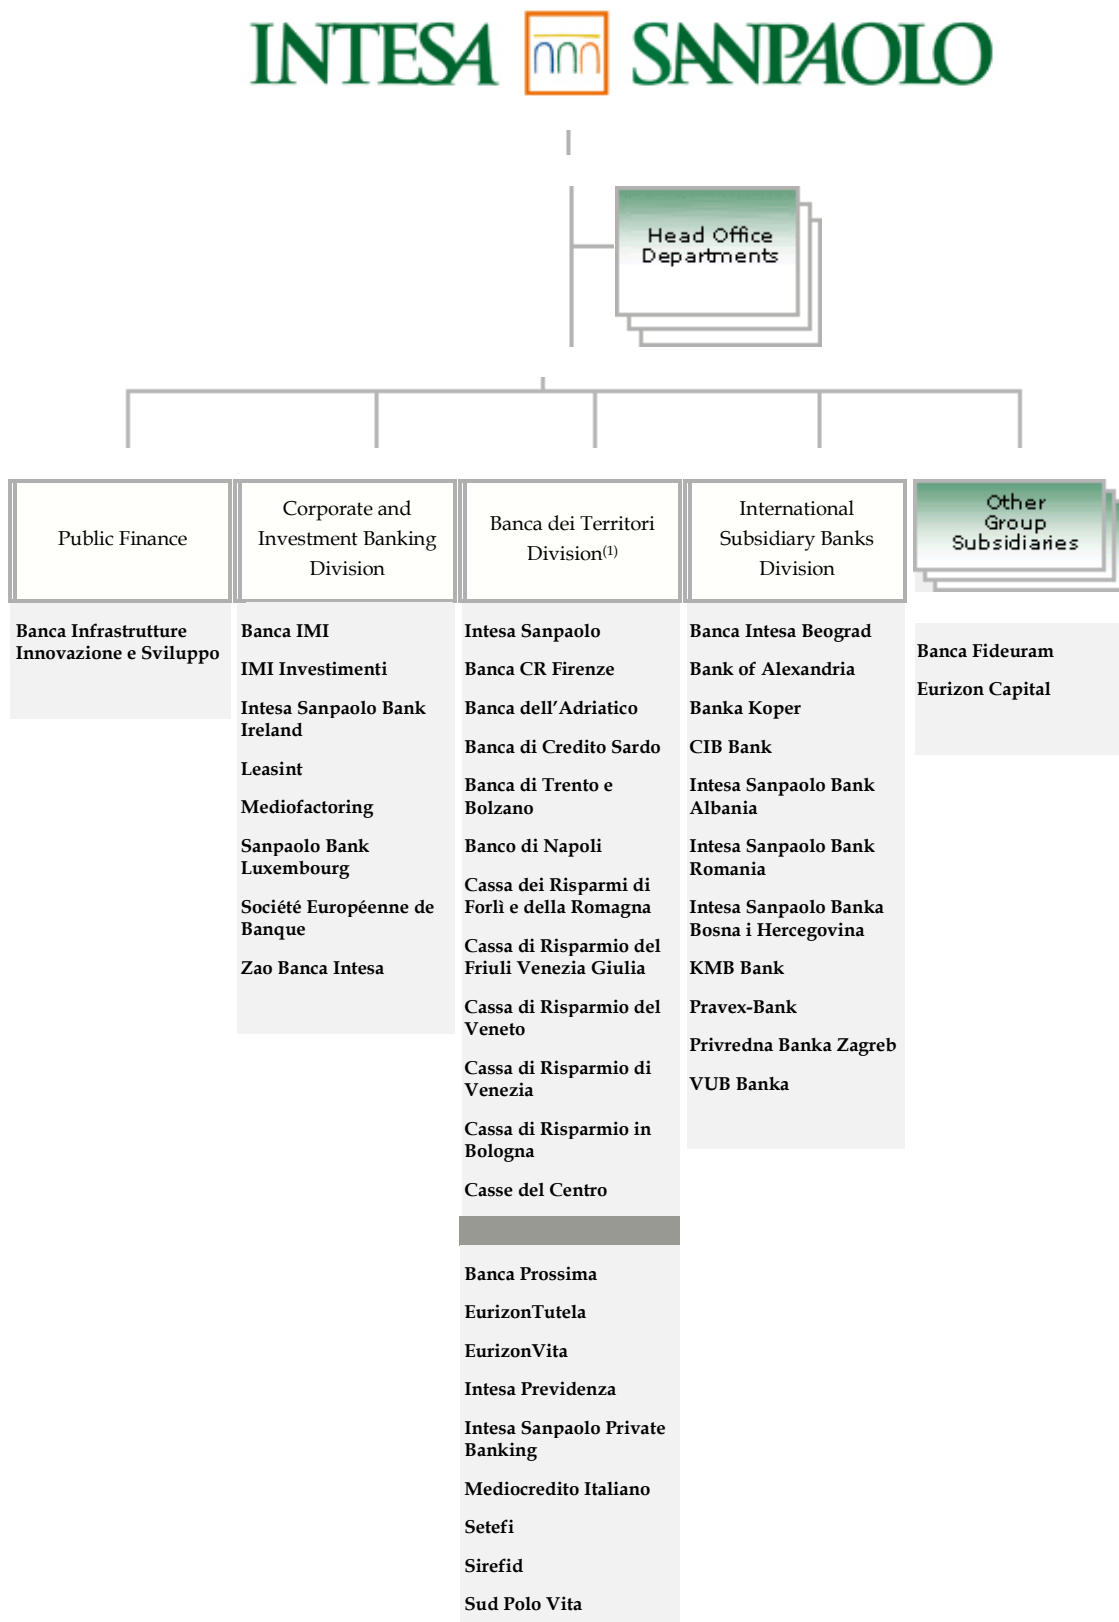 INTESA SANPAOLO
Head Office
Departments
Public Finance
Corporate and
Investment Banking
Division
Banca dei Territori
Division(1)
International
Subsidiary Banks
Division
Other
Group
Subsidiaries
Banca Infrastrutture
Innovazione e Sviluppo
Banca IMI
IMI Investimenti
Intesa Sanpaolo Bank
Ireland
Leasint
Mediofactoring
Sanpaolo Bank
Luxembourg
Société Européenne de
Banque
Zao Banca Intesa
Intesa Sanpaolo
Banca CR Firenze
Banca dell’Adriatico
Banca di Credito Sardo
Banca di Trento e
Bolzano
Banco di Napoli
Cassa dei Risparmi di
Forlì e della Romagna
Cassa di Risparmio del
Friuli Venezia Giulia
Cassa di Risparmio del
Veneto
Cassa di Risparmio di
Venezia
Cassa di Risparmio in
Bologna
Casse del Centro
Banca Prossima
EurizonTutela
EurizonVita
Intesa Previdenza
Intesa Sanpaolo Private
Banking
Mediocredito Italiano
Setefi
Sirefid
Sud Polo Vita
Banca Intesa Beograd
Bank of Alexandria
Banka Koper
CIB Bank
Intesa Sanpaolo Bank
Albania
Intesa Sanpaolo Bank
Romania
Intesa Sanpaolo Banka
Bosna i Hercegovina
KMB Bank
Pravex-Bank
Privredna Banka Zagreb
VUB Banka
Banca Fideuram
Eurizon Capital